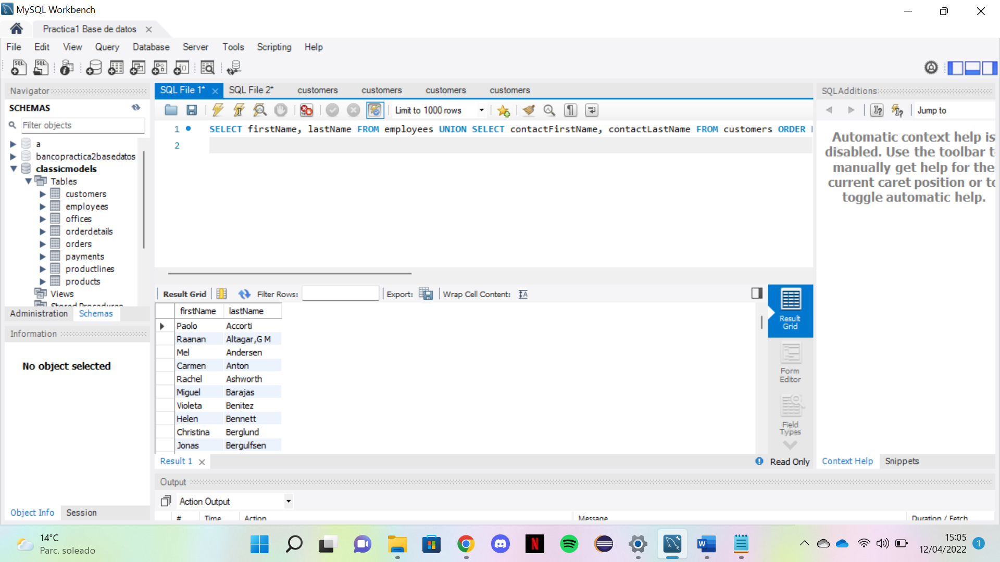 MySQL Workbench
Practica1 Base de datos
File Edit View Query Database Server Tools Scripting Help
Navigator
SCHEMAS
Filter objects
a
bancopractica2basedatos
classicmodels
Tables
customers
employees
offices
orderdetails
orders
payments
productlines
products
Views
Stored Procedures
Administration Schemas
Information
No object selected
Object Info Session
SQL File 1* SQL File 2* customers customers customers customers
Limit to 1000 rows
1 SELECT firstName, lastName FROM employees UNION SELECT contactFirstName, contactLastName FROM customers ORDER
2
Result Grid Filter Rows: Export: Wrap Cell Content:
firstName lastName
Paolo Accorti
Raanan Altagar,G M
Mel Andersen
Carmen Anton
Rachel Ashworth
Miguel Barajas
Violeta Benitez
Helen Bennett
Christina Berglund
Jonas Bergulfsen
Result
Grid
Form
Editor
Field
Types
Result 1
Read Only
Output
Action Output
# Time Action Message Duration / Fetch
SQLAdditions
Jump to
Automatic context help is
disabled. Use the toolbar t
manually get help for the
current caret position or to
toggle automatic help.
Context Help Snippets
14°C
Parc. soleado
15:05
12/04/2022
1